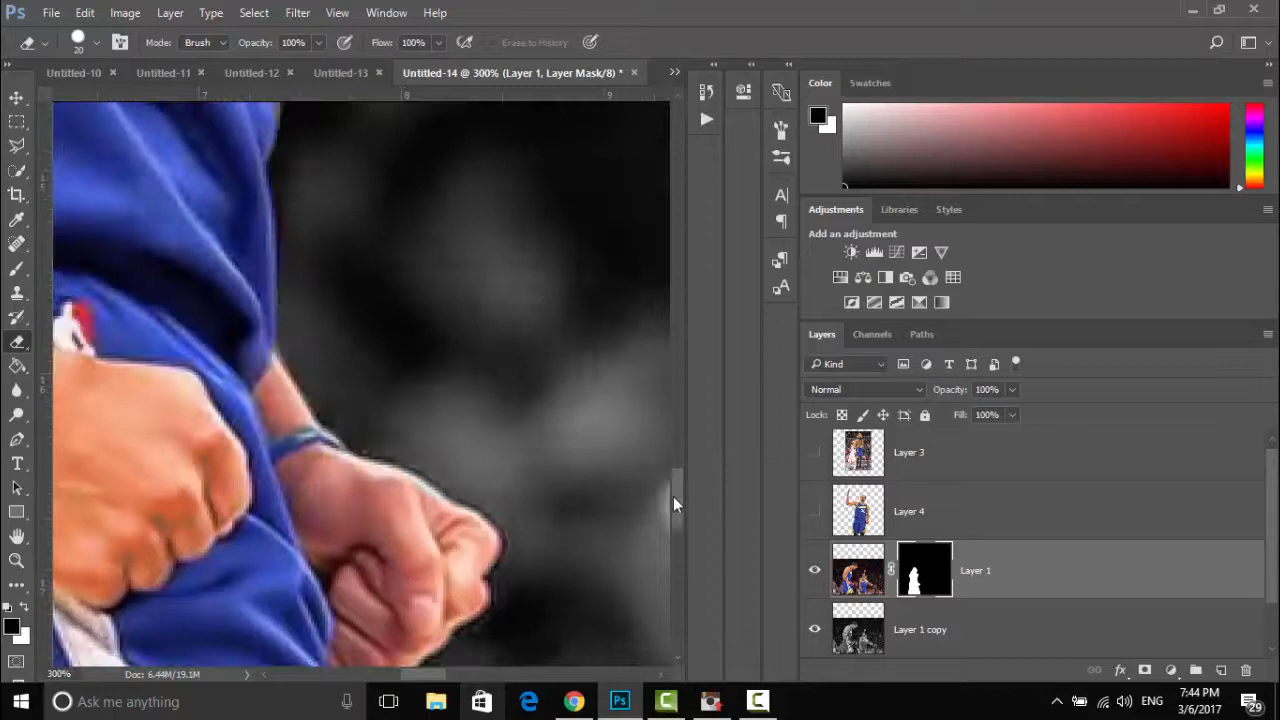 Ps File Edit Image Layer Type Select Filter View Window Help
20 Mode: Brush Opacity: 100% Flow: 100% Erase to History
Untitled-10 × Untitled-11 × Untitled-12 × Untitled-13 × Untitled-14 @ 300% (Layer 1, Layer Mask/8) * ×
7 8 9
Color Swatches
Adjustments Libraries Styles
Add an adjustment
Layers Channels Paths
Kind
Normal Opacity: 100%
Lock: Fill: 100%
Layer 3
Layer 4
Layer 1
Layer 1 copy
300% Doc: 6.44M/19.1M
Ask me anything
ENG
7:44 PM
3/6/2017
29